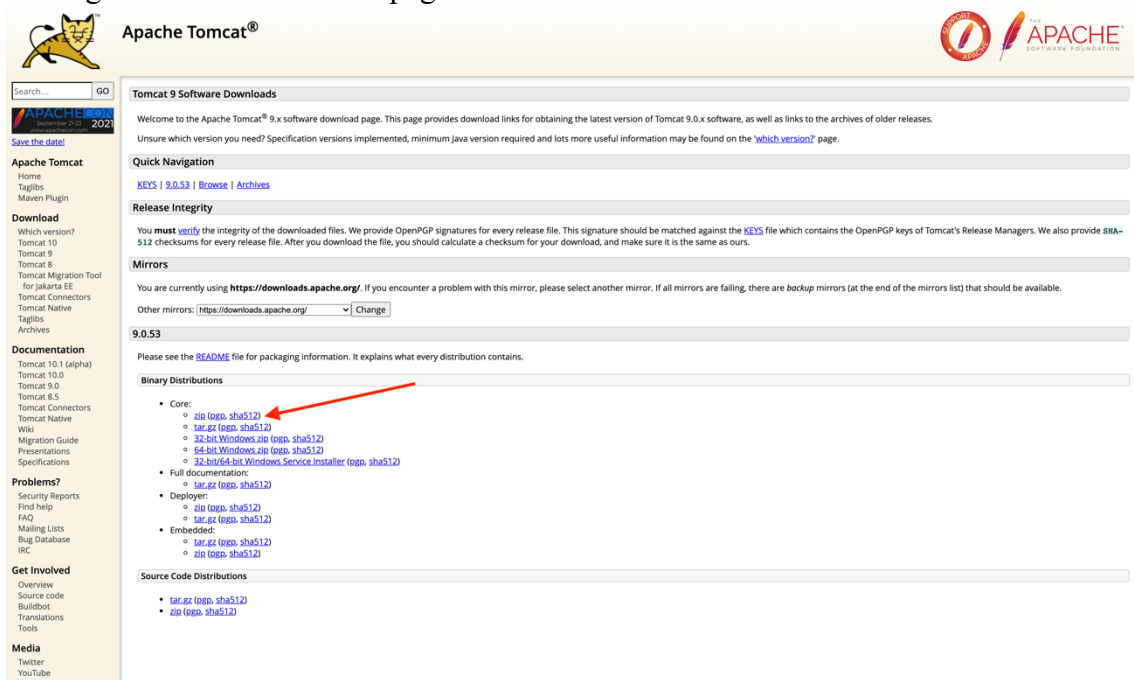 Apache Tomcat®
SUPPORT
APACHE
THE
APACHE®
SOFTWARE FOUNDATION
Search... GO
APACHECON
September 21-23 2021
www.apachecon.com
Save the date!
Apache Tomcat
Home
Taglibs
Maven Plugin
Download
Which version?
Tomcat 10
Tomcat 9
Tomcat 8
Tomcat Migration Tool
for Jakarta EE
Tomcat Connectors
Tomcat Native
Taglibs
Archives
Documentation
Tomcat 10.1 (alpha)
Tomcat 10.0
Tomcat 9.0
Tomcat 8.5
Tomcat Connectors
Tomcat Native
Wiki
Migration Guide
Presentations
Specifications
Problems?
Security Reports
Find help
FAQ
Mailing Lists
Bug Database
IRC
Get Involved
Overview
Source code
Buildbot
Translations
Tools
Media
Twitter
YouTube
Tomcat 9 Software Downloads
Welcome to the Apache Tomcat® 9.x software download page. This page provides download links for obtaining the latest version of Tomcat 9.0.x software, as well as links to the archives of older releases.
Unsure which version you need? Specification versions implemented, minimum Java version required and lots more useful information may be found on the 'which version?' page.
Quick Navigation
KEYS | 9.0.53 | Browse | Archives
Release Integrity
You must verify the integrity of the downloaded files. We provide OpenPGP signatures for every release file. This signature should be matched against the KEYS file which contains the OpenPGP keys of Tomcat's Release Managers. We also provide SHA-
512 checksums for every release file. After you download the file, you should calculate a checksum for your download, and make sure it is the same as ours.
Mirrors
You are currently using https://downloads.apache.org/. If you encounter a problem with this mirror, please select another mirror. If all mirrors are failing, there are backup mirrors (at the end of the mirrors list) that should be available.
Other mirrors: https://downloads.apache.org/ Change
9.0.53
Please see the README file for packaging information. It explains what every distribution contains.
Binary Distributions
• Core:
◦ zip (pgp, sha512)
◦ tar.gz (pgp, sha512)
◦ 32-bit Windows zip (pgp, sha512)
◦ 64-bit Windows zip (pgp, sha512)
◦ 32-bit/64-bit Windows Service Installer (pgp, sha512)
• Full documentation:
◦ tar.gz (pgp, sha512)
• Deployer:
◦ zip (pgp, sha512)
◦ tar.gz (pgp, sha512)
• Embedded:
◦ tar.gz (pgp, sha512)
◦ zip (pgp, sha512)
Source Code Distributions
• tar.gz (pgp, sha512)
• zip (pgp, sha512)